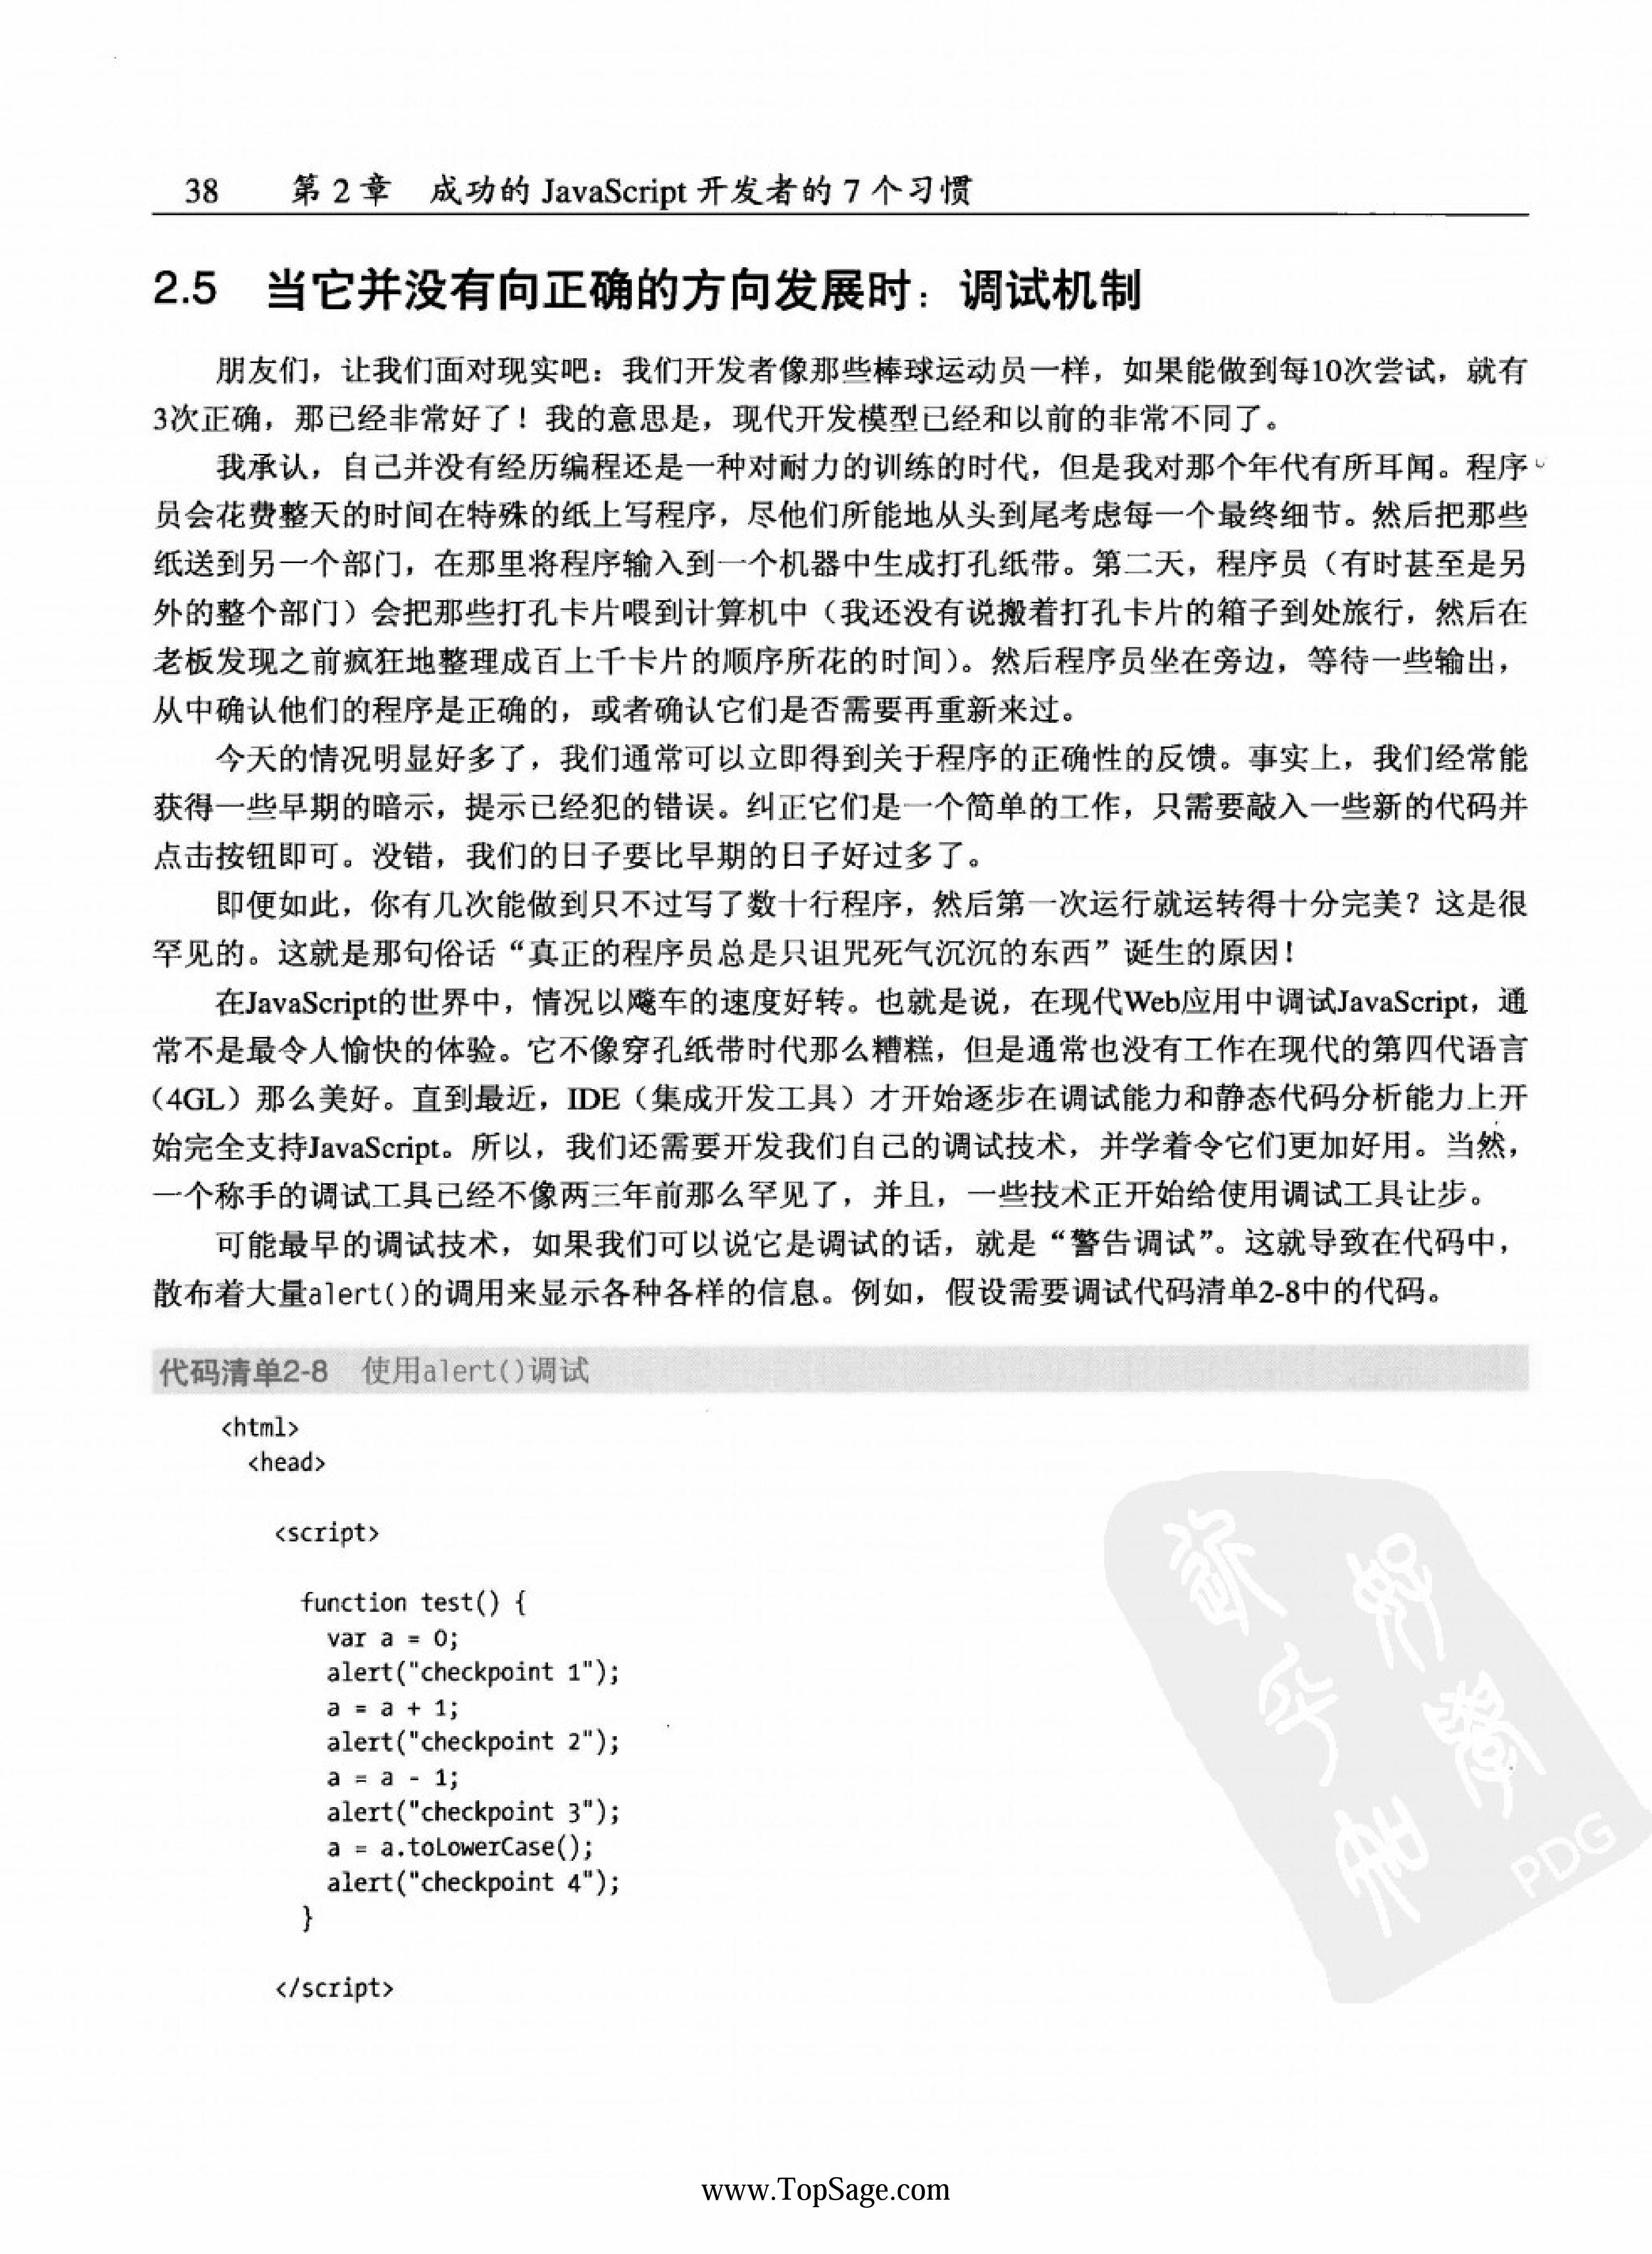 38 第 2 章 成功的 JavaScript 开发者的 7 个习惯
2.5 当它并没有向正确的方向发展时：调试机制
朋友们，让我们面对现实吧：我们开发者像那些棒球运动员一样，如果能做到每10次尝试，就有
3次正确，那已经非常好了！我的意思是，现代开发模型已经和以前的非常不同了。
我承认，自己并没有经历编程还是一种对耐力的训练的时代，但是我对那个年代有所耳闻。程序
员会花费整天的时间在特殊的纸上写程序，尽他们所能地从头到尾考虑每一个最终细节。然后把那些
纸送到另一个部门，在那里将程序输入到一个机器中生成打孔纸带。第二天，程序员（有时甚至是另
外的整个部门）会把那些打孔卡片喂到计算机中（我还没有说搬着打孔卡片的箱子到处旅行，然后在
老板发现之前疯狂地整理成百上千卡片的顺序所花的时间）。然后程序员坐在旁边，等待一些输出，
从中确认他们的程序是正确的，或者确认它们是否需要再重新来过。
今天的情况明显好多了，我们通常可以立即得到关于程序的正确性的反馈。事实上，我们经常能
获得一些早期的暗示，提示已经犯的错误。纠正它们是一个简单的工作，只需要敲入一些新的代码并
点击按钮即可。没错，我们的日子要比早期的日子好过多了。
即便如此，你有几次能做到只不过写了数十行程序，然后第一次运行就运转得十分完美？这是很
罕见的。这就是那句俗话“真正的程序员总是只诅咒死气沉沉的东西”诞生的原因！
在JavaScript的世界中，情况以飚车的速度好转。也就是说，在现代Web应用中调试JavaScript，通
常不是最令人愉快的体验。它不像穿孔纸带时代那么糟糕，但是通常也没有工作在现代的第四代语言
（4GL）那么美好。直到最近，IDE（集成开发工具）才开始逐步在调试能力和静态代码分析能力上开
始完全支持JavaScript。所以，我们还需要开发我们自己的调试技术，并学着令它们更加好用。当然，
一个称手的调试工具已经不像两三年前那么罕见了，并且，一些技术正开始给使用调试工具让步。
可能最早的调试技术，如果我们可以说它是调试的话，就是“警告调试”。这就导致在代码中，
散布着大量alert()的调用来显示各种各样的信息。例如，假设需要调试代码清单2-8中的代码。
代码清单2-8 使用alert()调试
<html>
<head>
<script>
function test() {
var a = 0;
alert("checkpoint 1");
a = a + 1;
alert("checkpoint 2");
a = a - 1;
alert("checkpoint 3");
a = a.toLowerCase();
alert("checkpoint 4");
}
</script>
PDG
www.TopSage.com